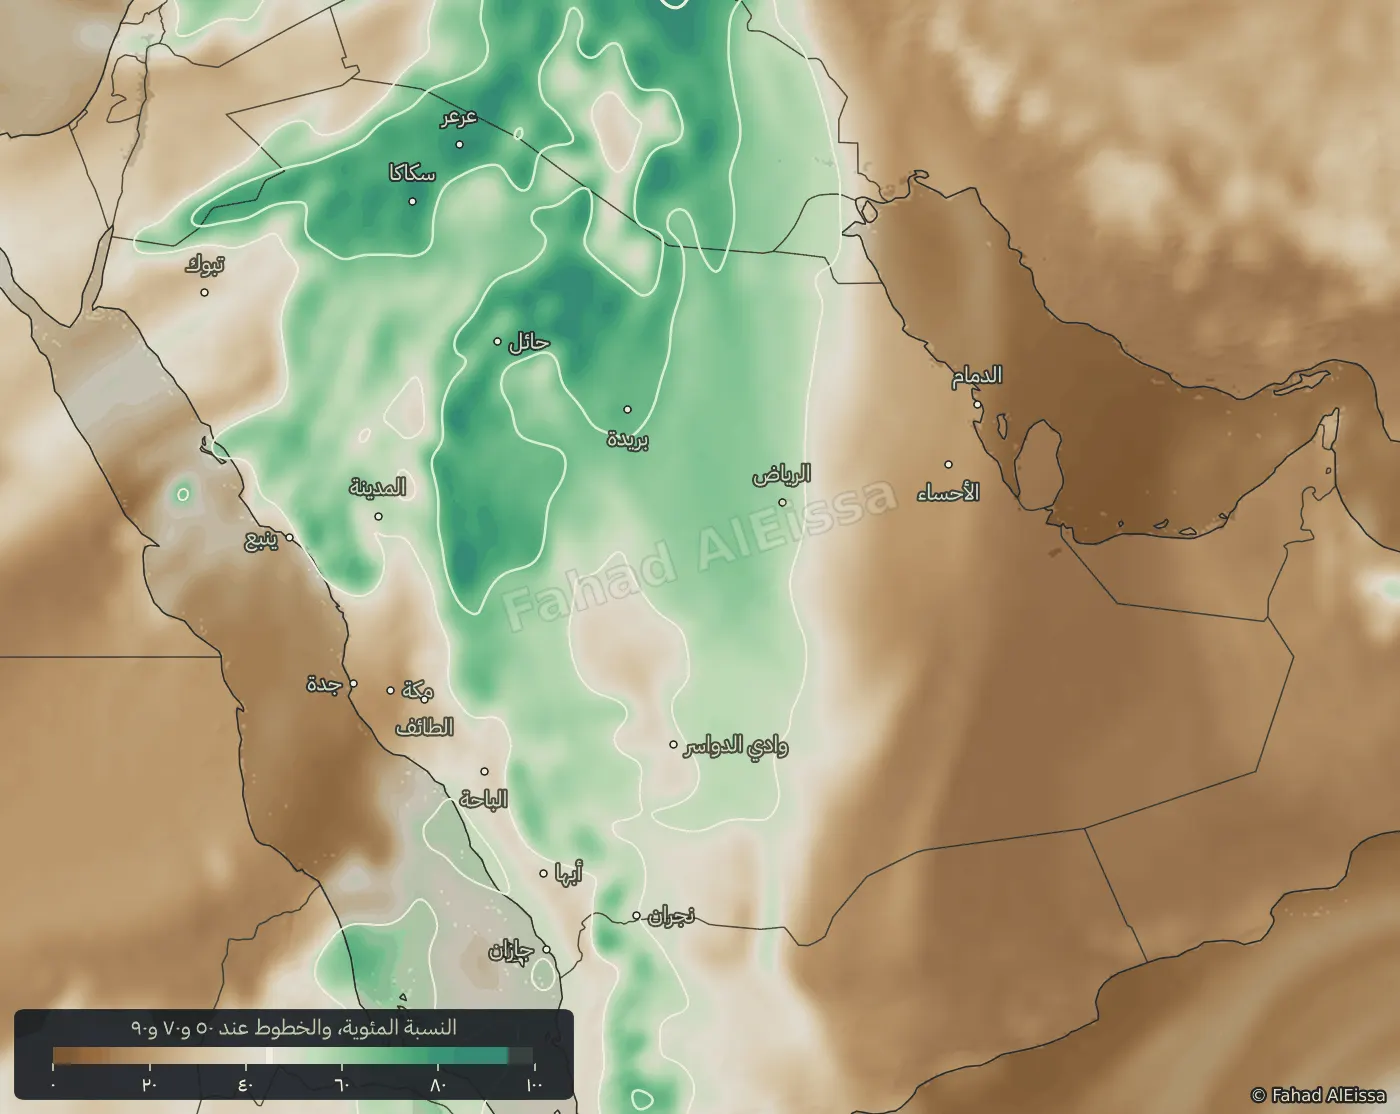 عرعر
سكاكا
تبوك
حائل
الدمام
بريدة
الرياض
الأحساء
المدينة
Fahad AlEissa
ينبع
جدة
مكة
الطائف
وادي الدواسر
الباحة
أبها
نجران
جازان
النسبة المئوية، والخطوط عند ٥٠ و٧٠ و٩٠
٠ ٢٠ ٤٠ ٦٠ ٨٠ ١٠٠
© Fahad AlEissa